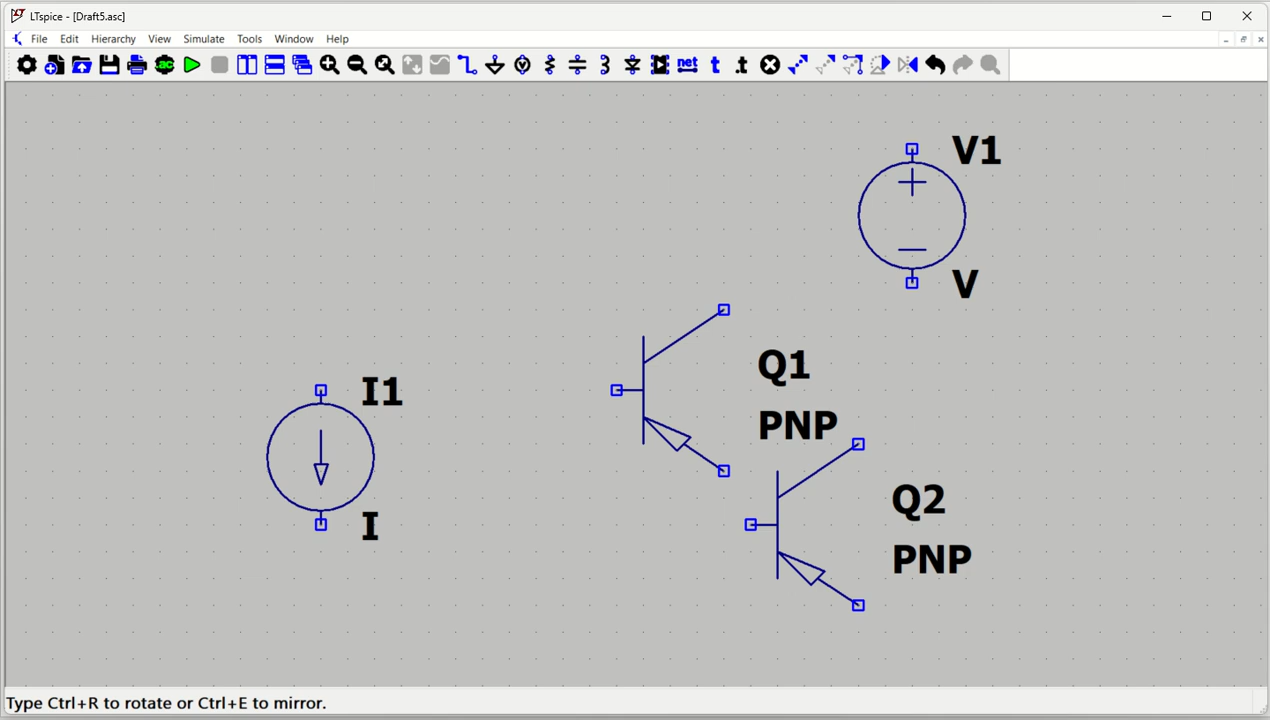 LTspice - [Draft5.asc]
File Edit Hierarchy View Simulate Tools Window Help
net t .t
V1
V
Q1
PNP
I1
I
Q2
PNP
Type Ctrl+R to rotate or Ctrl+E to mirror.